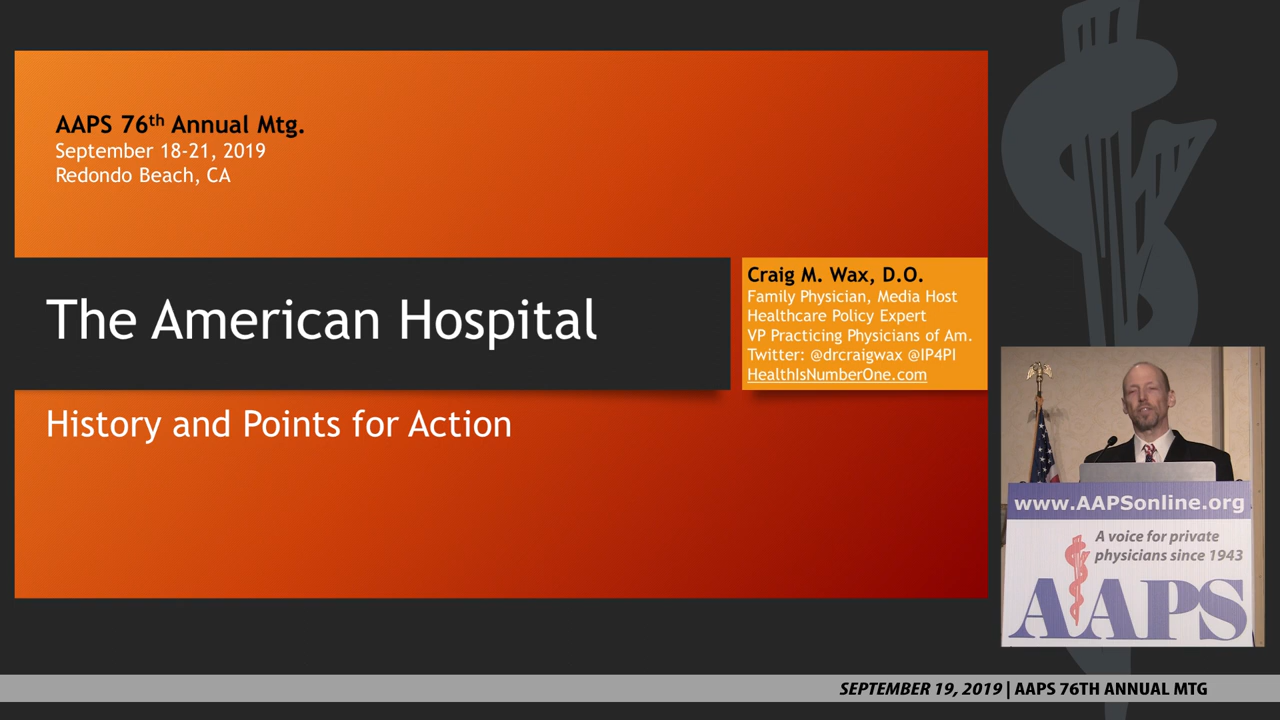 AAPS 76th Annual Mtg.
September 18-21, 2019
Redondo Beach, CA
The American Hospital
Craig M. Wax, D.O.
Family Physician, Media Host
Healthcare Policy Expert
VP Practicing Physicians of Am.
Twitter: @drcraigwax @IP4PI
HealthIsNumberOne.com
History and Points for Action
www.AAPSonline.org
A voice for private
physicians since 1943
AAPS
SEPTEMBER 19, 2019 | AAPS 76TH ANNUAL MTG